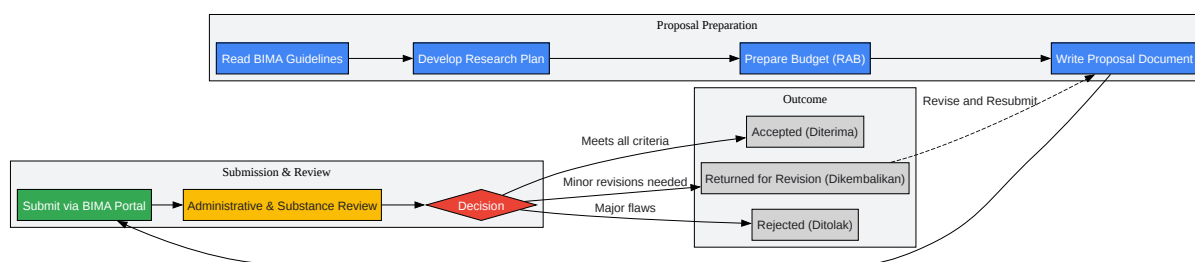 Proposal Preparation
Read BIMA Guidelines
Develop Research Plan
Prepare Budget (RAB)
Write Proposal Document
Revise and Resubmit
Outcome
Accepted (Diterima)
Meets all criteria
Submission & Review
Returned for Revision (Dikembalikan)
Minor revisions needed
Submit via BIMA Portal
Administrative & Substance Review
Decision
Major flaws
Rejected (Ditolak)